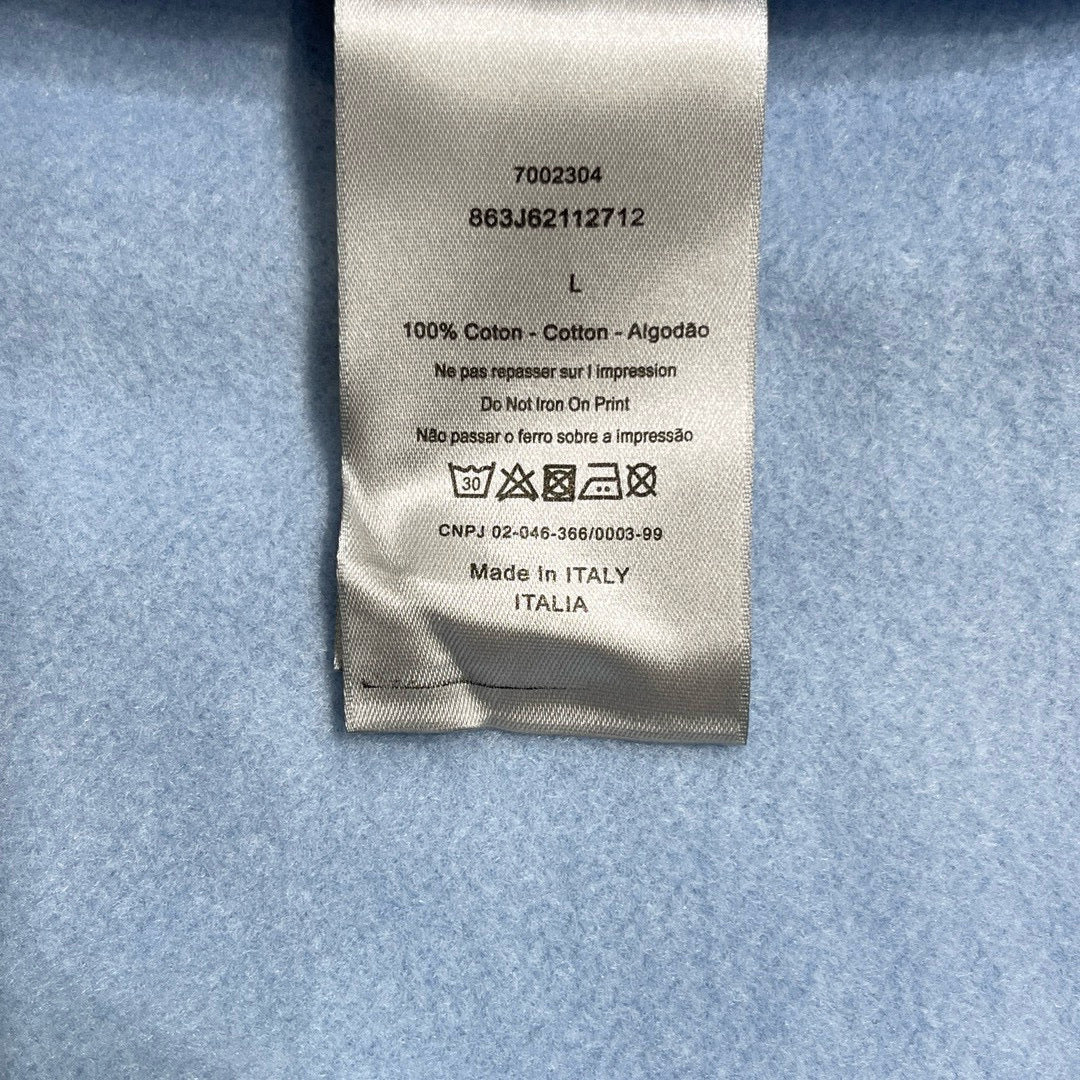 7002304
863J62112712
L
100% Coton - Cotton - Algodão
Ne pas repasser sur l impression
Do Not Iron On Print
Não passar o ferro sobre a impressão
30
CNPJ 02-046-366/0003-99
Made in ITALY
ITALIA